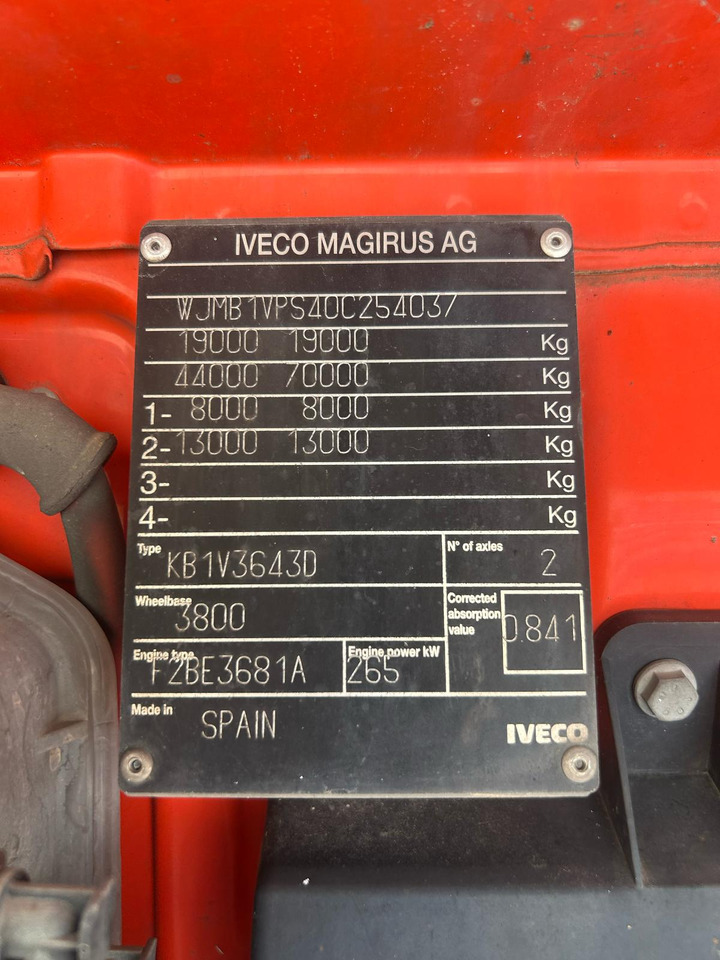 IVECO MAGIRUS AG
WJMB1VPS40C254037
19000 19000 Kg
44000 70000 Kg
1- 8000 8000 Kg
2- 13000 13000 Kg
3- Kg
4- Kg
Type KB1V3643D N° of axles 2
Wheelbase 3800 Corrected absorption value 0.841
Engine type F2BE3681A Engine power kW 265
Made in SPAIN IVECO